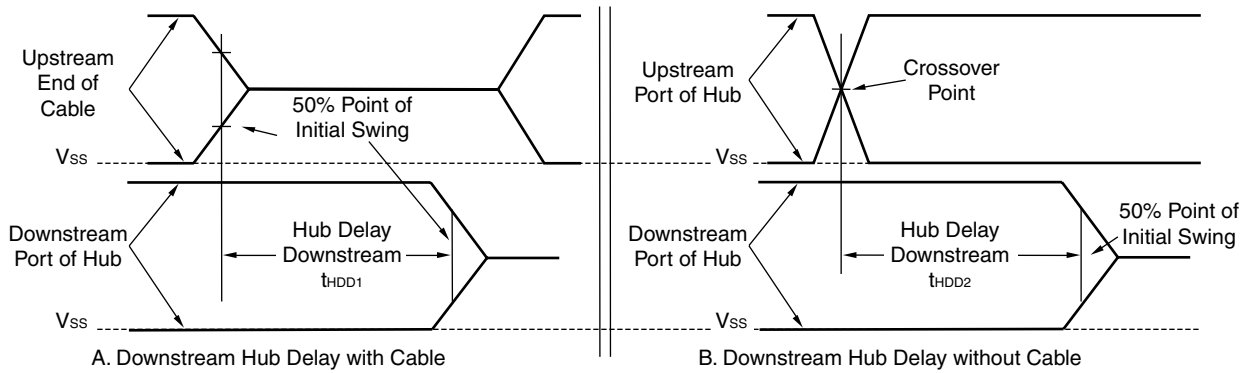 Upstream
End of
Cable
50% Point of
Initial Swing
VSS
Downstream
Port of Hub
Hub Delay
Downstream
tHDD1
VSS
A. Downstream Hub Delay with Cable
Upstream
Port of Hub
Crossover
Point
VSS
Downstream
Port of Hub
Hub Delay
Downstream
tHDD2
50% Point of
Initial Swing
VSS
B. Downstream Hub Delay without Cable